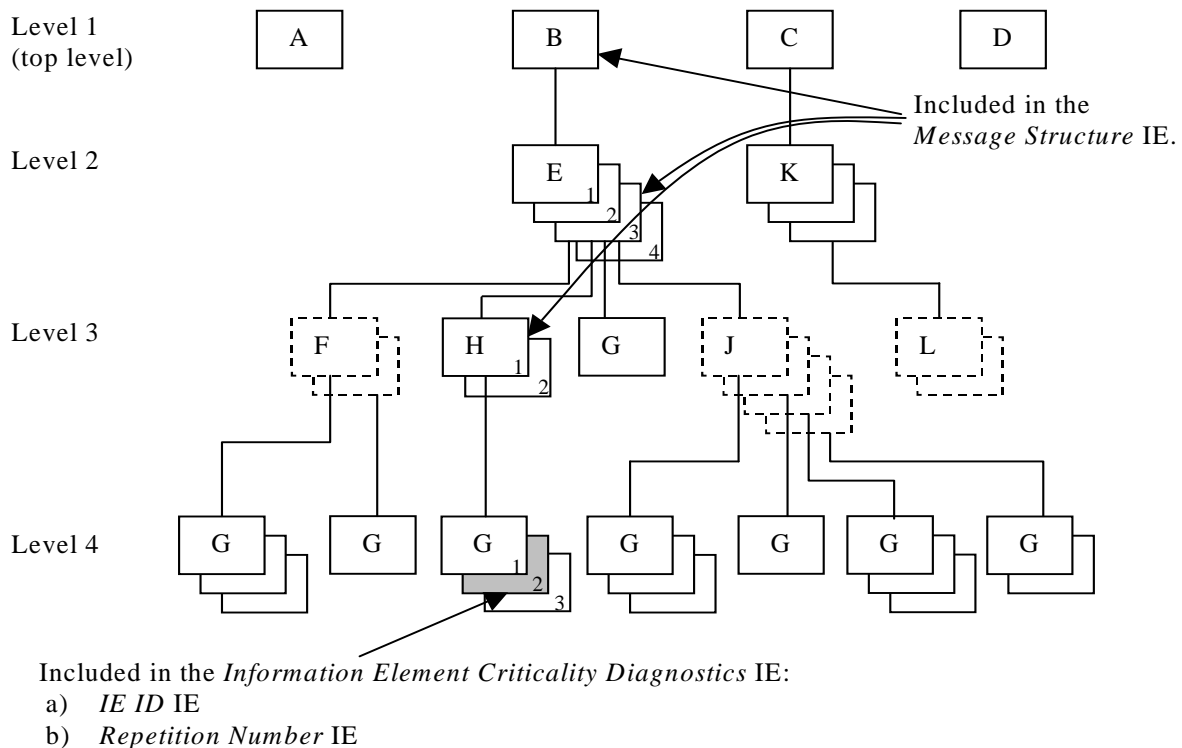 Level 1
(top level)
A
B
C
D
Included in the
Message Structure IE.
Level 2
E
1
2
3
4
K
Level 3
F
H
1
2
G
J
L
Level 4
G
G
G
1
2
3
G
G
G
G
Included in the Information Element Criticality Diagnostics IE:
a) IE ID IE
b) Repetition Number IE